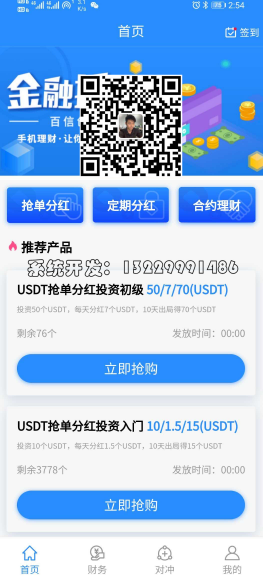 2:54
首页
签到
金融
百信
手机理财·让你
抢单分红
定期分红
合约理财
推荐产品
系统开发：13229991486
USDT抢单分红投资初级 50/7/70(USDT)
投资50个USDT，每天分红7个USDT，10天出局得70个USDT
剩余76个 发放时间：00:00
立即抢购
USDT抢单分红投资入门 10/1.5/15(USDT)
投资10个USDT，每天分红1.5个USDT，10天出局得15个USDT
剩余3778个 发放时间：00:00
立即抢购
首页 财务 对冲 我的